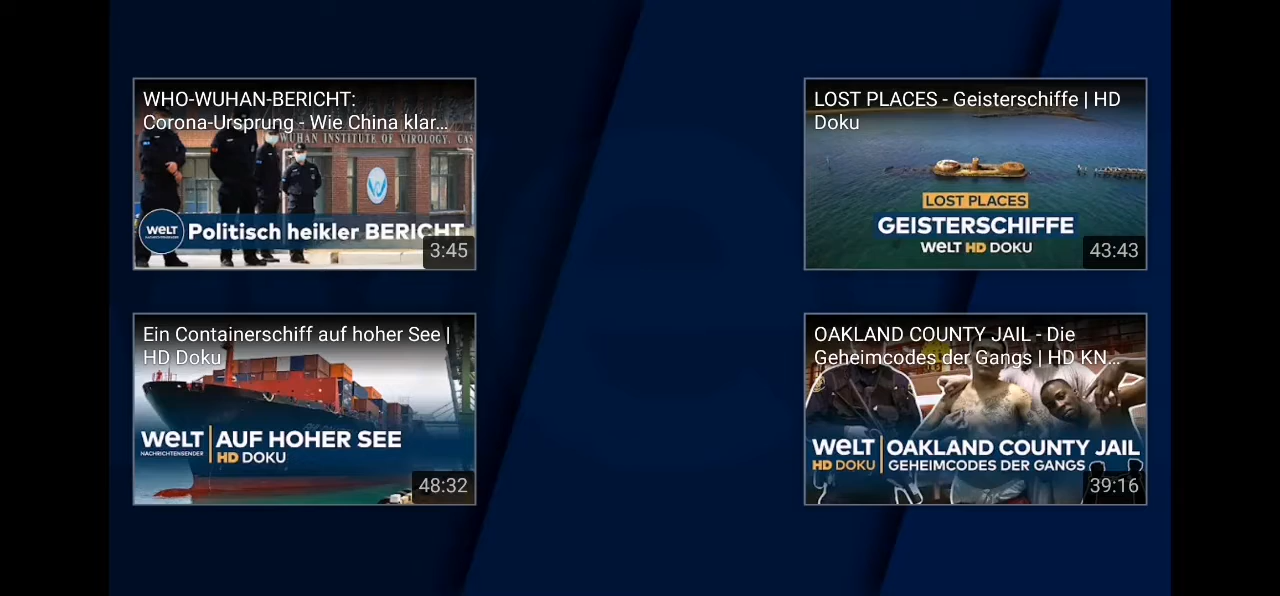 WHO-WUHAN-BERICHT:
Corona-Ursprung - Wie China klar...
WUHAN INSTITUTE OF VIROLOGY, CAS
WELT
NACHRICHTENSENDER
Politisch heikler BERICHT
3:45
LOST PLACES - Geisterschiffe | HD
Doku
LOST PLACES
GEISTERSCHIFFE
WELT HD DOKU
43:43
Ein Containerschiff auf hoher See |
HD Doku
WELT
NACHRICHTENSENDER
AUF HOHER SEE
HD DOKU
48:32
OAKLAND COUNTY JAIL - Die
Geheimcodes der Gangs | HD KN...
WELT
HD DOKU
OAKLAND COUNTY JAIL
GEHEIMCODES DER GANGS
39:16